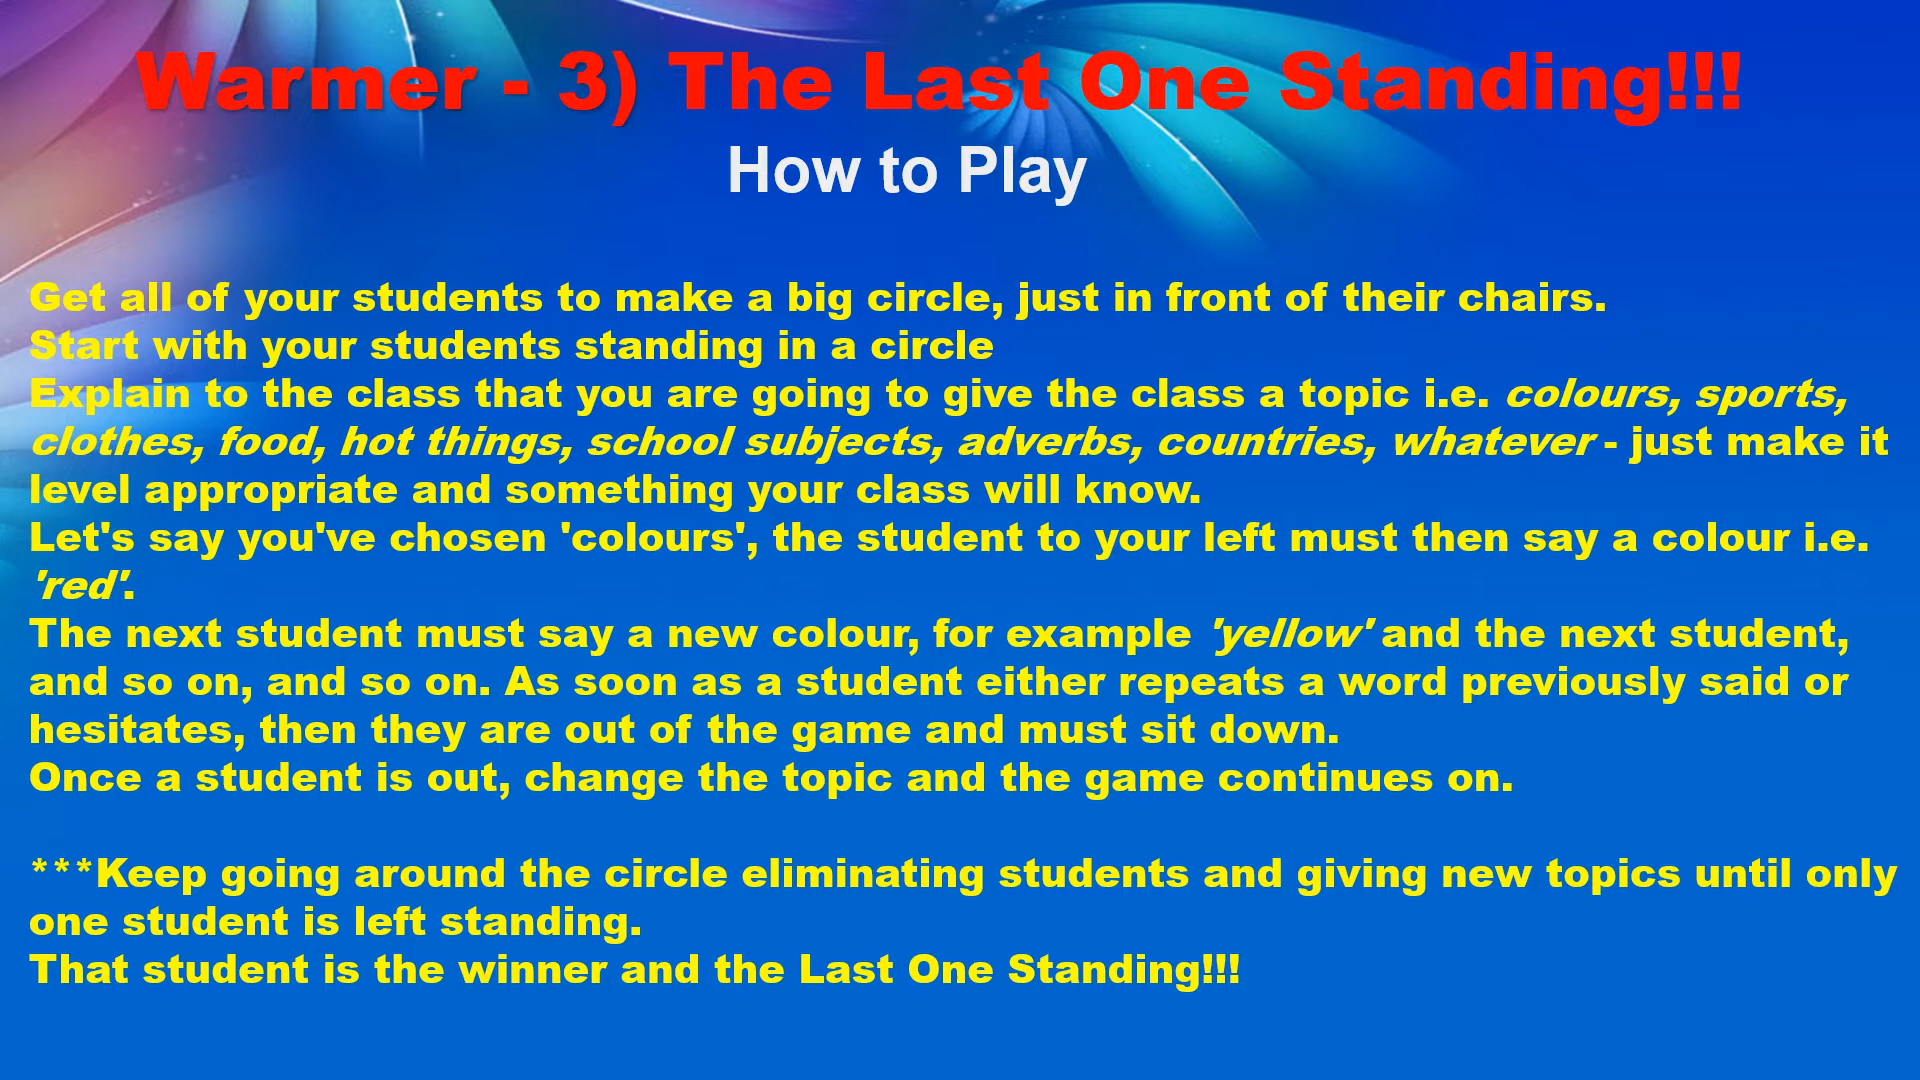 Warmer - 3) The Last One Standing!!!
How to Play
Get all of your students to make a big circle, just in front of their chairs.
Start with your students standing in a circle
Explain to the class that you are going to give the class a topic i.e. colours, sports,
clothes, food, hot things, school subjects, adverbs, countries, whatever - just make it
level appropriate and something your class will know.
Let's say you've chosen 'colours', the student to your left must then say a colour i.e.
'red'.
The next student must say a new colour, for example 'yellow' and the next student,
and so on, and so on. As soon as a student either repeats a word previously said or
hesitates, then they are out of the game and must sit down.
Once a student is out, change the topic and the game continues on.
***Keep going around the circle eliminating students and giving new topics until only
one student is left standing.
That student is the winner and the Last One Standing!!!